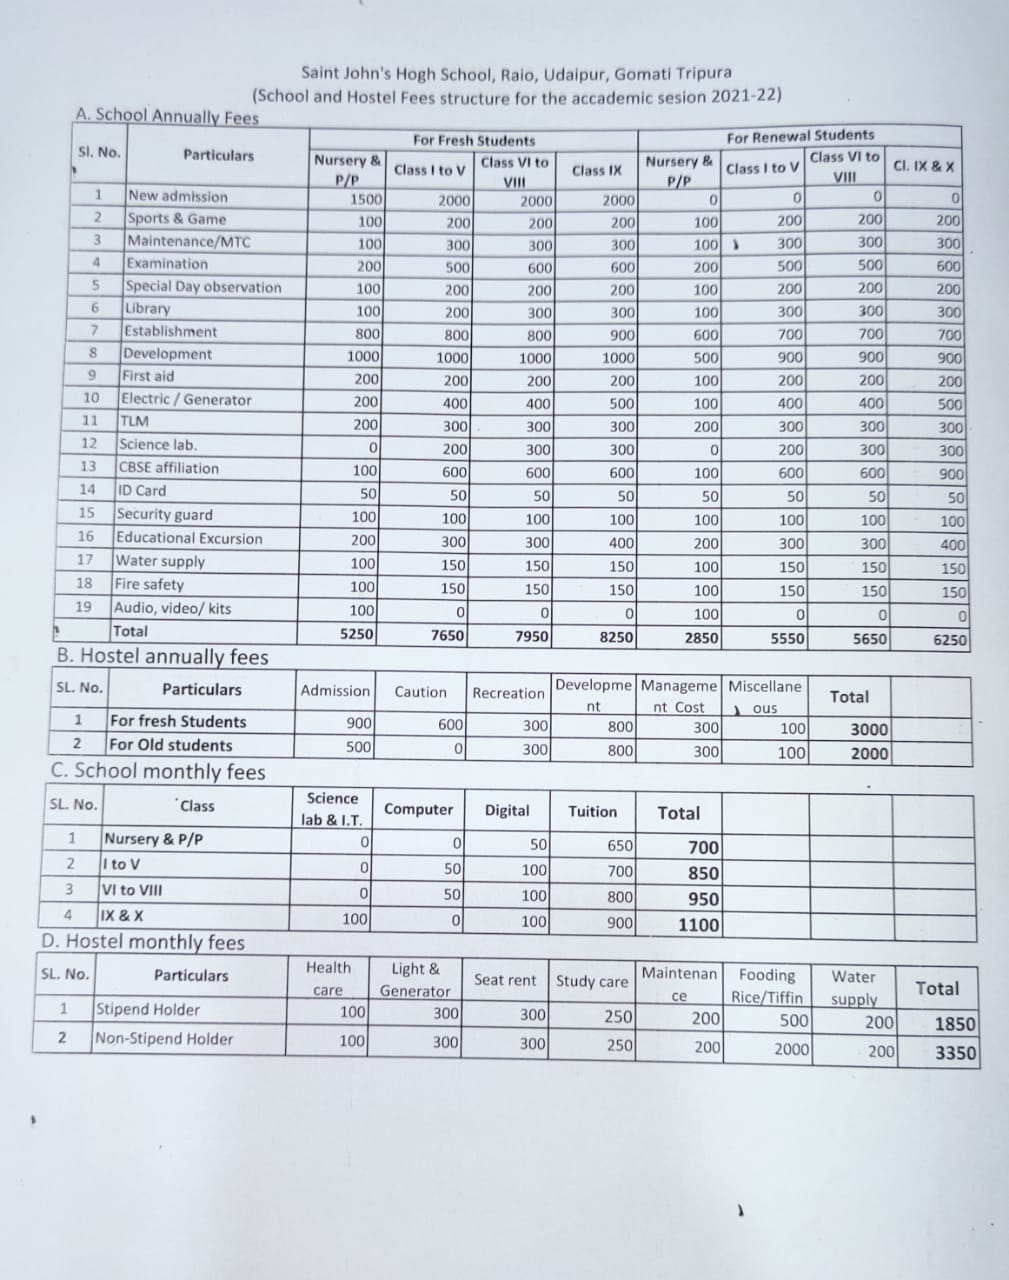 Saint John's Hogh School, Raio, Udaipur, Gomati Tripura
(School and Hostel Fees structure for the accademic sesion 2021-22)
A. School Annually Fees
Sl. No. Particulars For Fresh Students For Renewal Students
Nursery & P/P Class I to V Class VI to VIII Class IX Nursery & P/P Class I to V Class VI to VIII Cl. IX & X
1 New admission 1500 2000 2000 2000 0 0 0 0
2 Sports & Game 100 200 200 200 100 200 200 200
3 Maintenance/MTC 100 300 300 300 100 300 300 300
4 Examination 200 500 600 600 200 500 500 600
5 Special Day observation 100 200 200 200 100 200 200 200
6 Library 100 200 300 300 100 300 300 300
7 Establishment 800 800 800 900 600 700 700 700
8 Development 1000 1000 1000 1000 500 900 900 900
9 First aid 200 200 200 200 100 200 200 200
10 Electric / Generator 200 400 400 500 100 400 400 500
11 TLM 200 300 300 300 200 300 300 300
12 Science lab. 0 200 300 300 0 200 300 300
13 CBSE affiliation 100 600 600 600 100 600 600 900
14 ID Card 50 50 50 50 50 50 50 50
15 Security guard 100 100 100 100 100 100 100 100
16 Educational Excursion 200 300 300 400 200 300 300 400
17 Water supply 100 150 150 150 100 150 150 150
18 Fire safety 100 150 150 150 100 150 150 150
19 Audio, video/ kits 100 0 0 0 100 0 0 0
Total 5250 7650 7950 8250 2850 5550 5650 6250
B. Hostel annually fees
SL. No. Particulars Admission Caution Recreation Development Management Cost Miscellaneous Total
1 For fresh Students 900 600 300 800 300 100 3000
2 For Old students 500 0 300 800 300 100 2000
C. School monthly fees
SL. No. Class Science lab & I.T. Computer Digital Tuition Total
1 Nursery & P/P 0 0 50 650 700
2 I to V 0 50 100 700 850
3 VI to VIII 0 50 100 800 950
4 IX & X 100 0 100 900 1100
D. Hostel monthly fees
SL. No. Particulars Health care Light & Generator Seat rent Study care Maintenance Fooding Rice/Tiffin Water supply Total
1 Stipend Holder 100 300 300 250 200 500 200 1850
2 Non-Stipend Holder 100 300 300 250 200 2000 200 3350